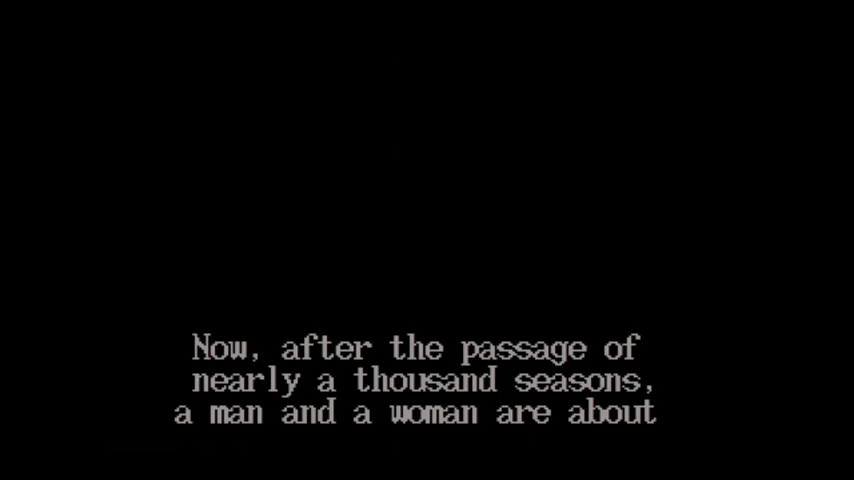 Now, after the passage of
nearly a thousand seasons,
a man and a woman are about